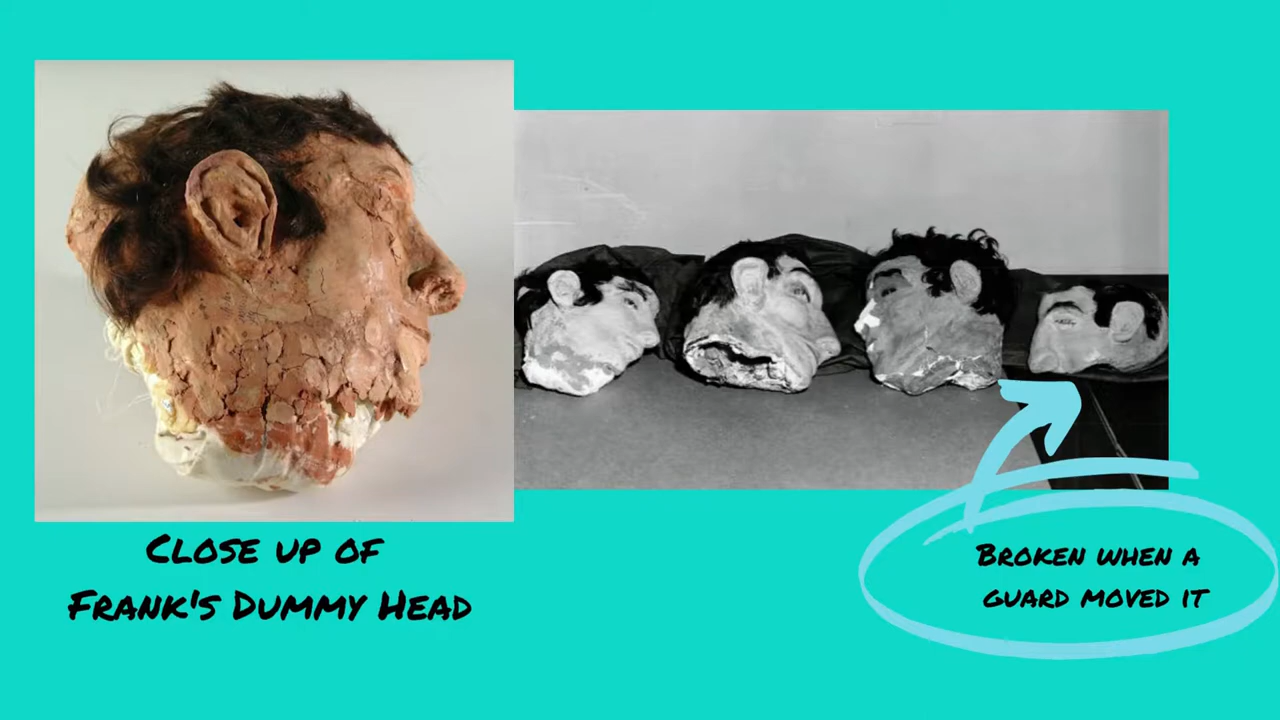 Close up of
Frank's Dummy Head
Broken when a
guard moved it